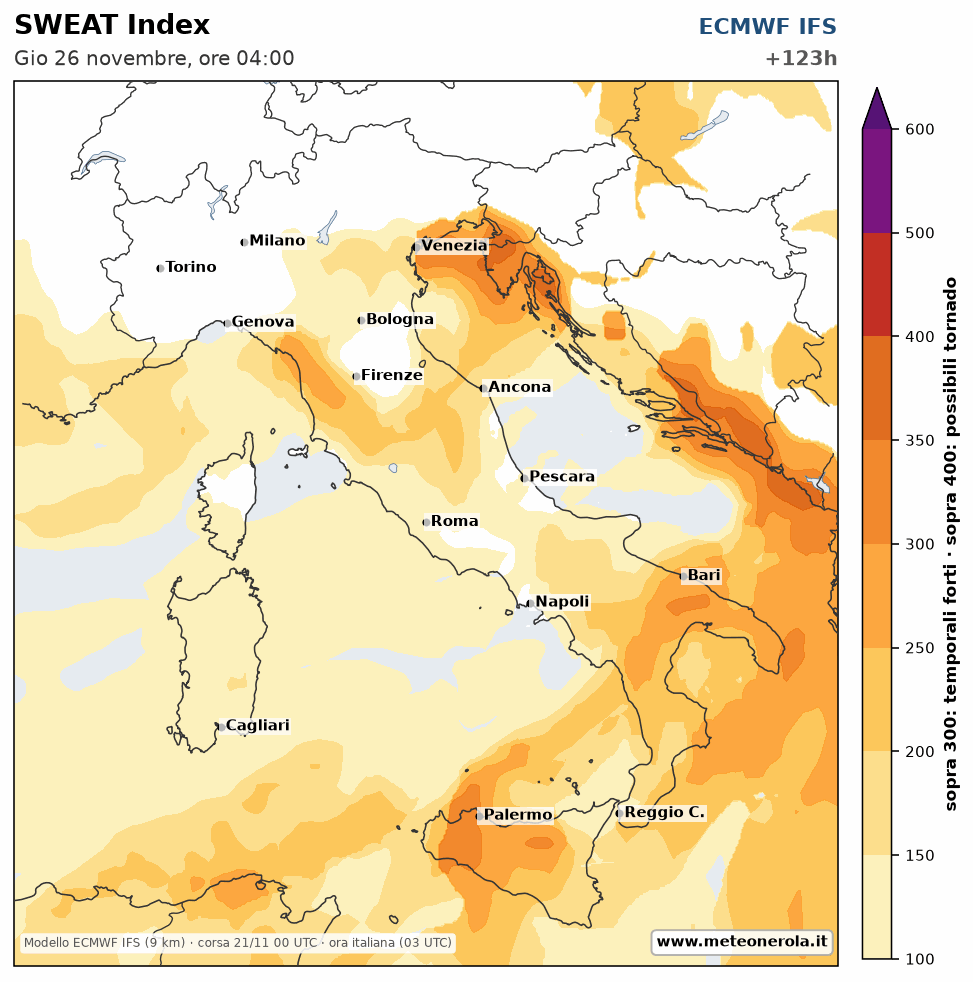 SWEAT Index
ECMWF IFS
Gio 26 novembre, ore 04:00
+123h
Milano
Venezia
Torino
Genova
Bologna
Firenze
Ancona
Pescara
Roma
Bari
Napoli
Cagliari
Palermo
Reggio C.
600
500
400
350
300
250
200
150
100
sopra 300: temporali forti · sopra 400: possibili tornado
Modello ECMWF IFS (9 km) · corsa 21/11 00 UTC · ora italiana (03 UTC)
www.meteonerola.it